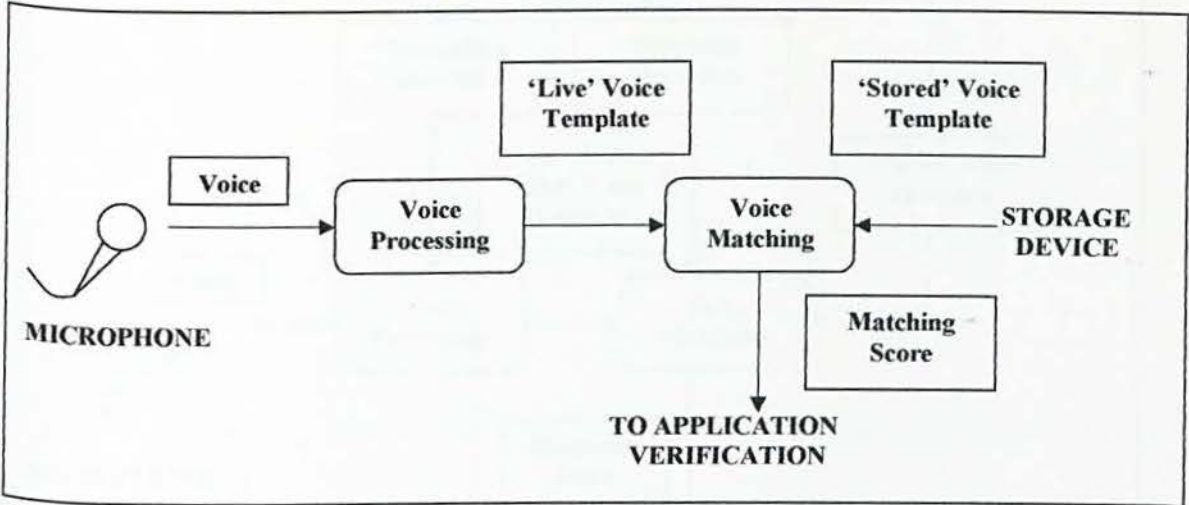 'Live' Voice
Template
'Stored' Voice
Template
Voice
Voice
Processing
Voice
Matching
STORAGE
DEVICE
MICROPHONE
Matching
Score
TO APPLICATION
VERIFICATION